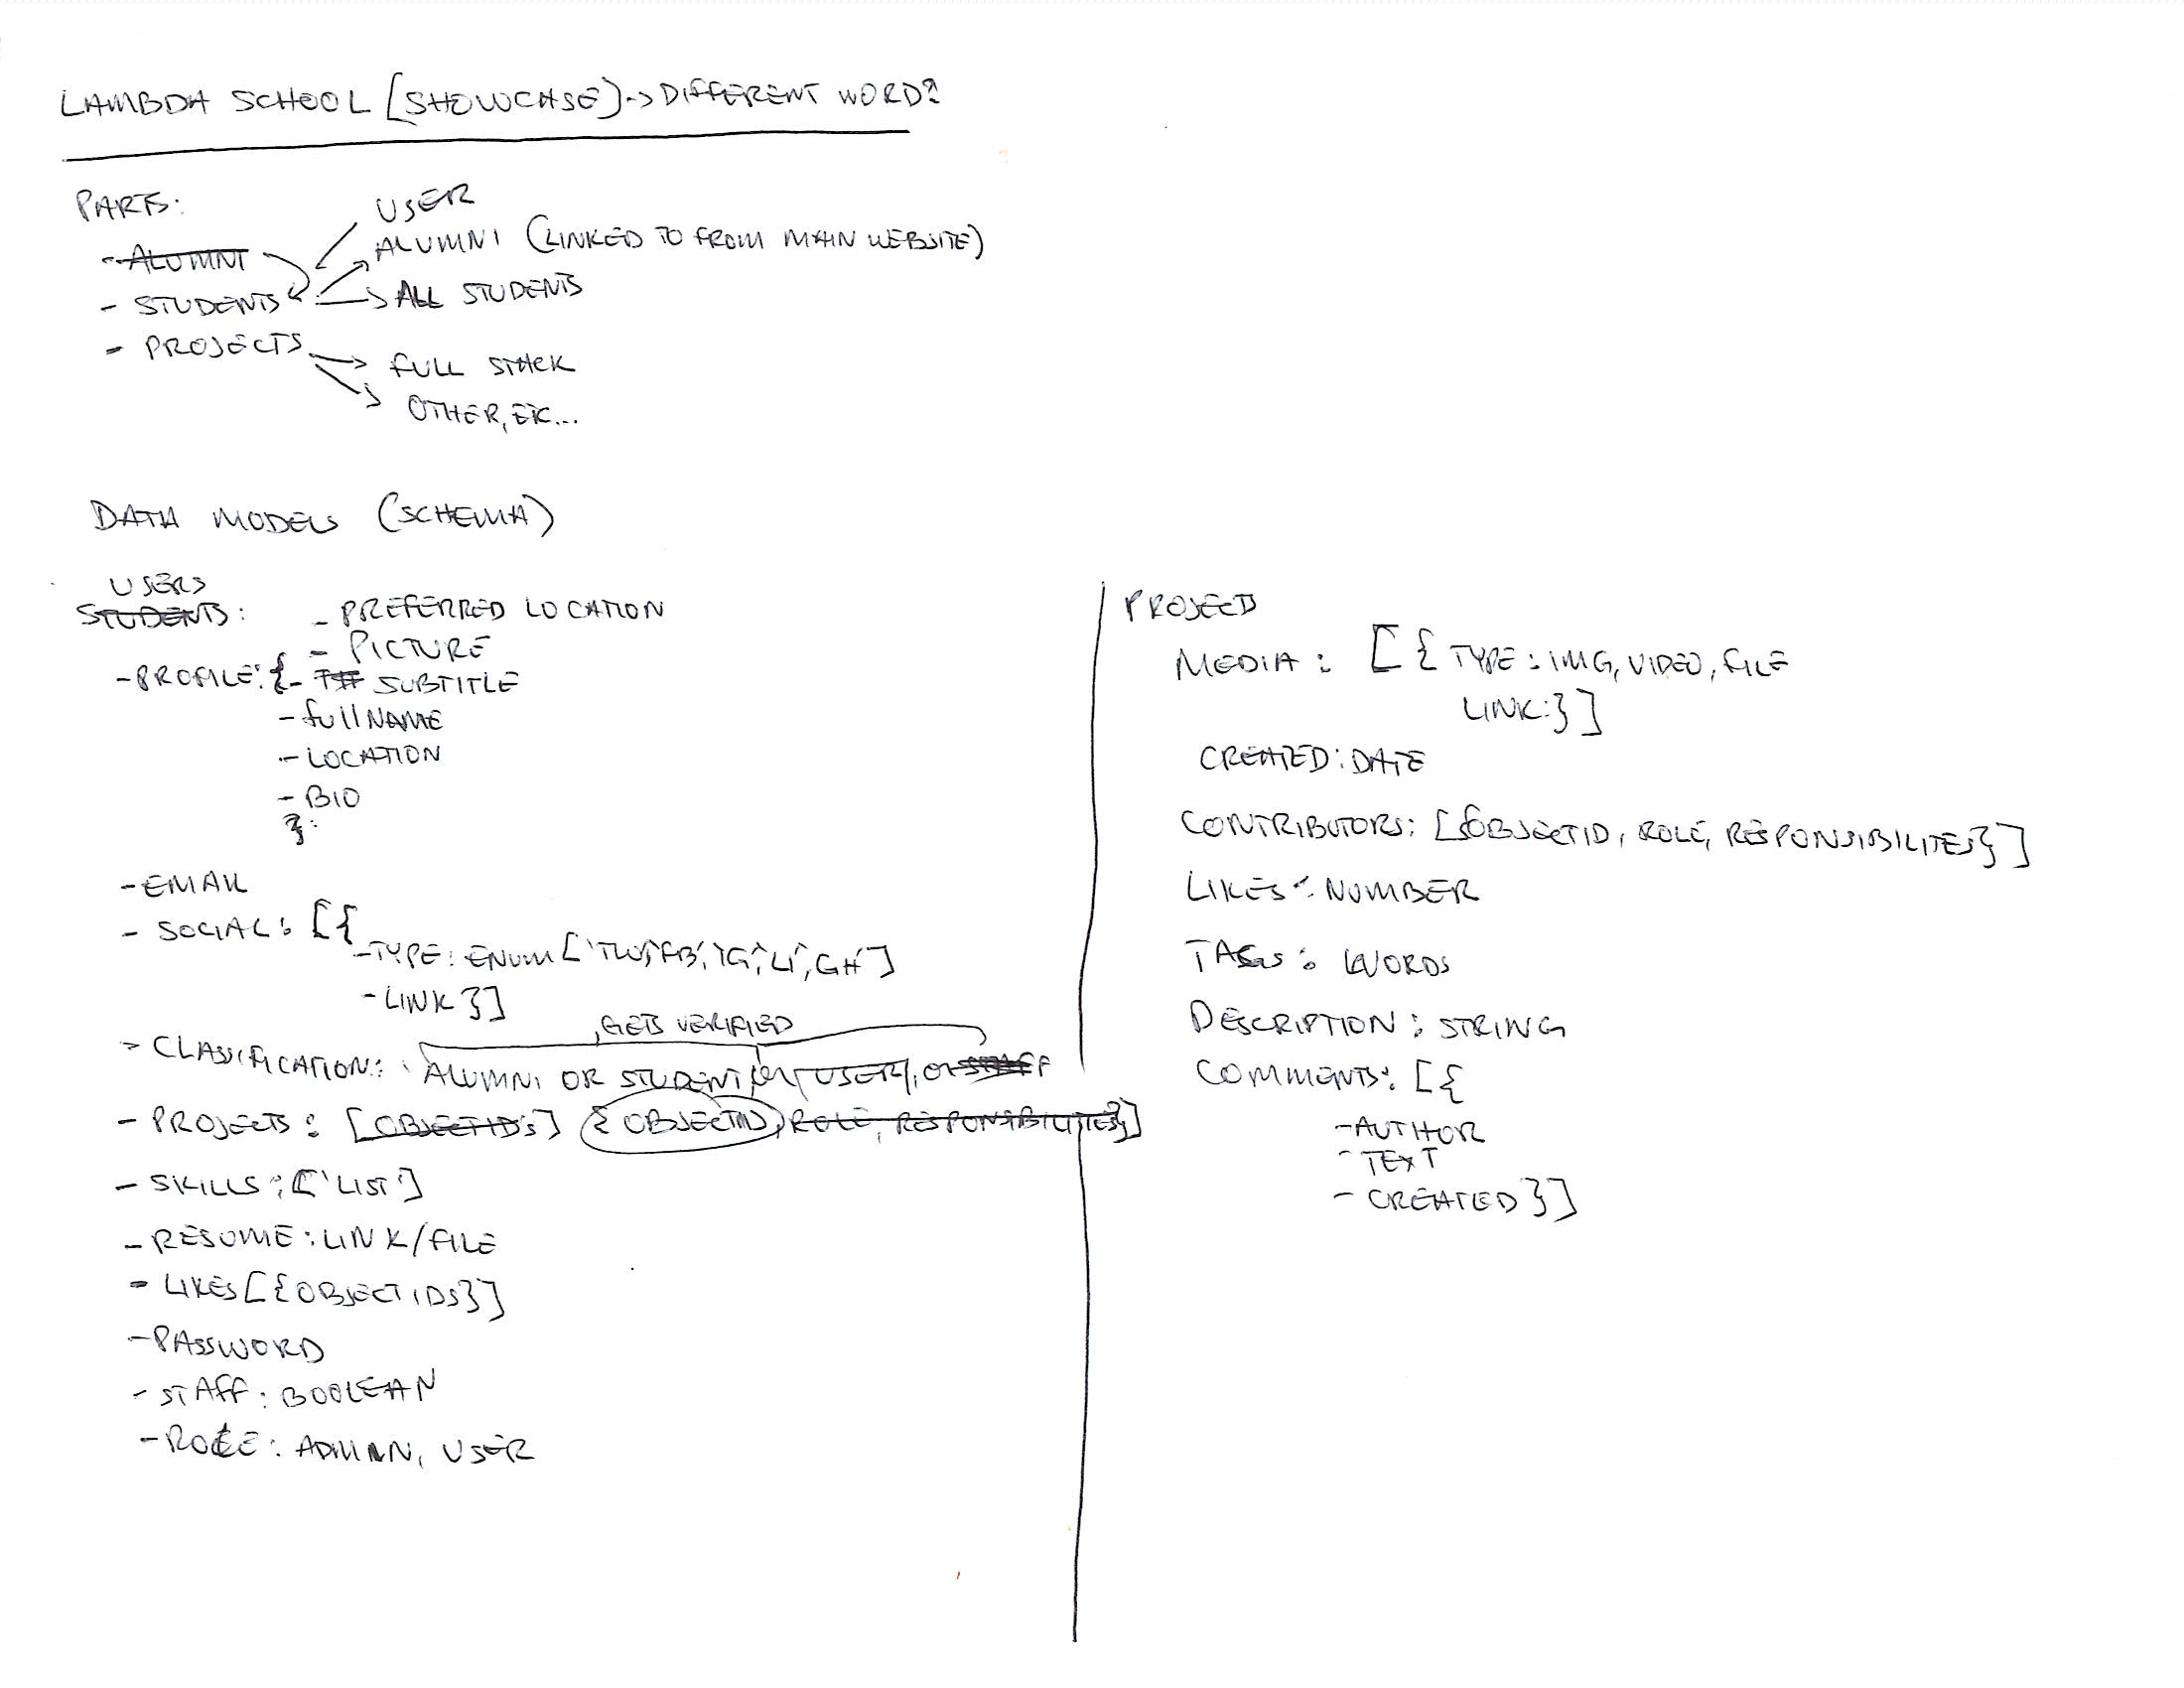 LAMBDA SCHOOL [SHOWCASE] -> DIFFERENT WORD?
PARTS:
- ALUMNI
- STUDENTS
- PROJECTS
USER
ALUMNI (LINKED TO FROM MAIN WEBSITE)
-> ALL STUDENTS
-> FULL STACK
OTHER, ETC...
DATA MODELS (SCHEMA)
USERS
STUDENTS:
- PREFERRED LOCATION
- PICTURE
- PROFILE: { - SUBTITLE
- fullNAME
- LOCATION
- BIO
}
- EMAIL
- SOCIAL: [{
- TYPE: ENUM ['TW', 'FB', 'IG', 'LI', 'GH']
- LINK }]
GETS VERIFIED
> CLASSIFICATION: ALUMNI OR STUDENT, OR USER, OR STAFF
- PROJECTS: [OBJECTID'S] {OBJECTID, ROLE, RESPONSIBILITIES}]
- SKILLS: ['LIST']
- RESUME: LINK/FILE
- LIKES [{OBJECTIDS}]
- PASSWORD
- STAFF: BOOLEAN
- ROLE: ADMIN, USER
PROJECTS
MEDIA: [{ TYPE: IMG, VIDEO, FILE
LINK: }]
CREATED: DATE
CONTRIBUTORS: [{OBJECTID, ROLE, RESPONSIBILITES}]
LIKES: NUMBER
TAGS: WORDS
DESCRIPTION: STRING
COMMENTS: [{
- AUTHOR
- TEXT
- CREATED }]